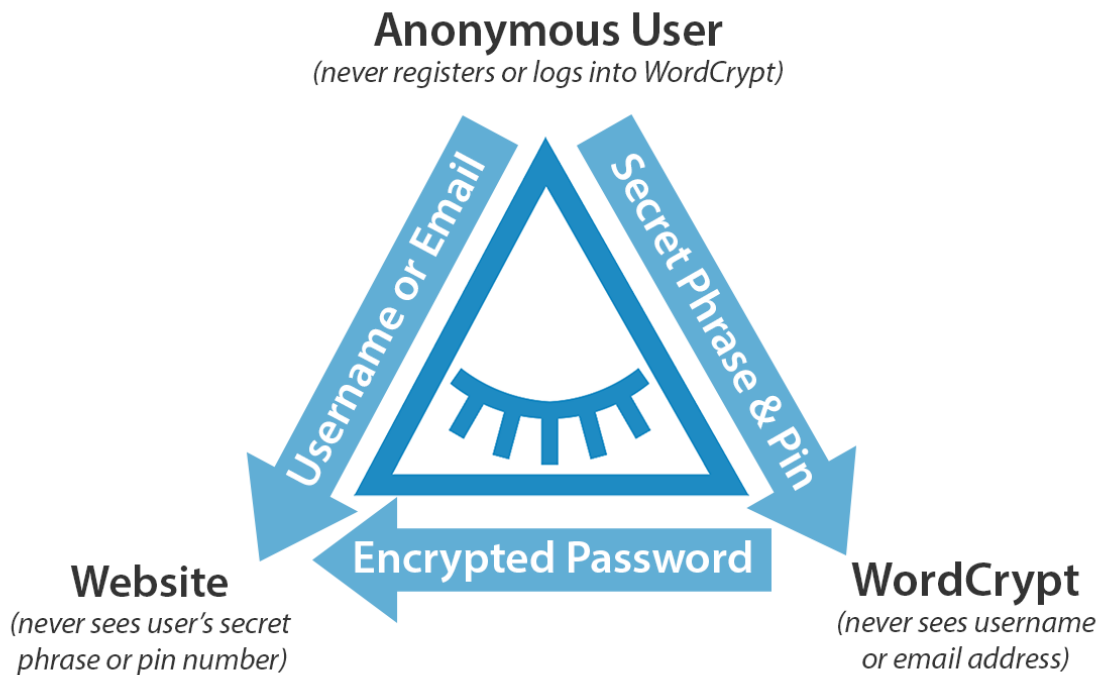 Anonymous User
(never registers or logs into WordCrypt)
Username or Email
Secret Phrase & Pin
Encrypted Password
Website
(never sees user’s secret
phrase or pin number)
WordCrypt
(never sees username
or email address)